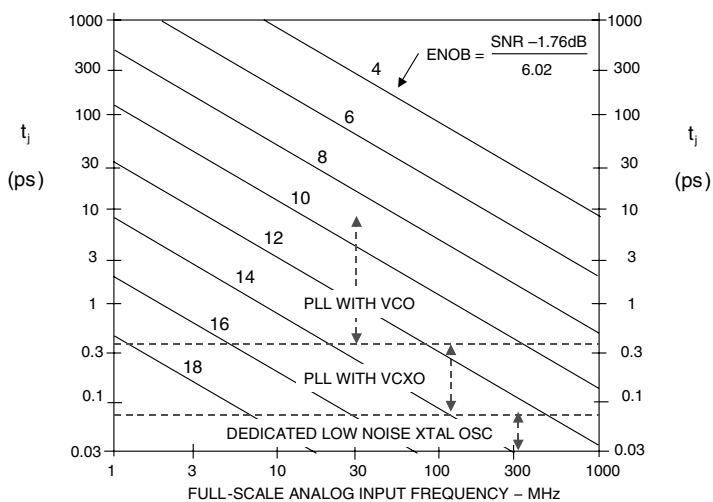 1000
300
100
30
10
3
1
0.3
0.1
0.03
t j
(ps)
ENOB = SNR −1.76dB
6.02
4
6
8
10
12
14
16
18
PLL WITH VCO
PLL WITH VCXO
DEDICATED LOW NOISE XTAL OSC
1000
300
100
30
10
3
1
0.3
0.1
0.03
t j
(ps)
1 3 10 30 100 300 1000
FULL-SCALE ANALOG INPUT FREQUENCY – MHz